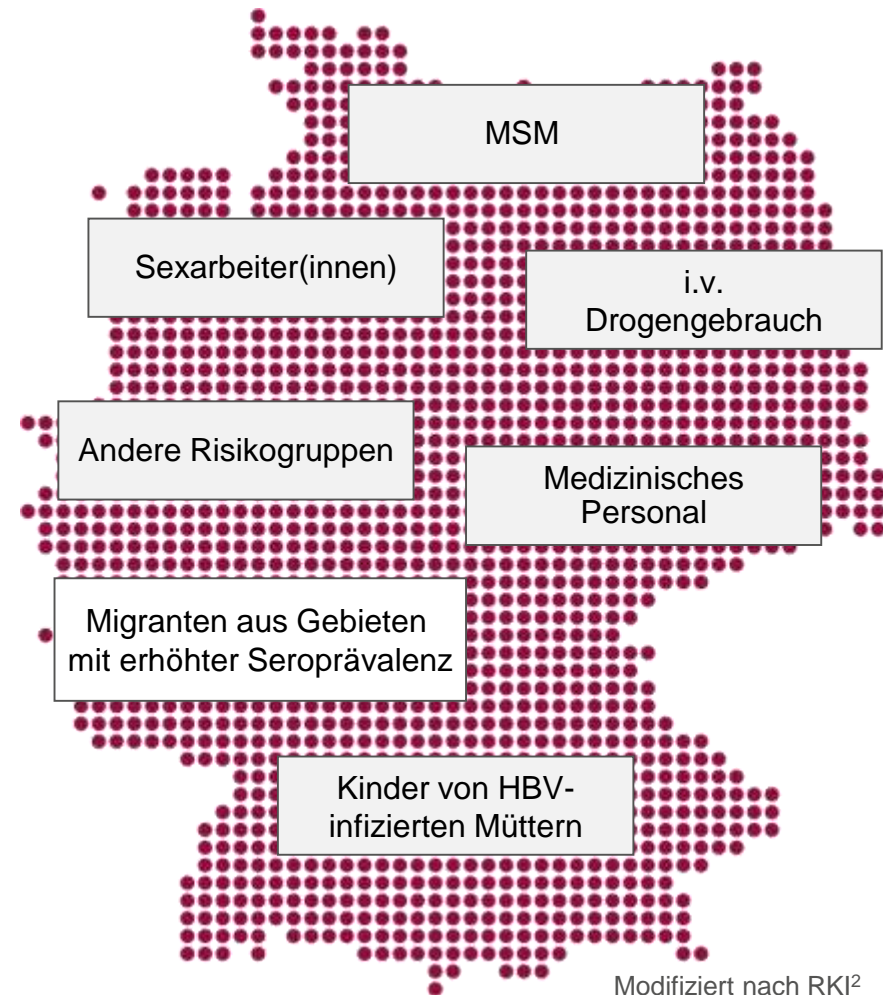 MSM
Sexarbeiter(innen)
i.v.
Drogengebrauch
Andere Risikogruppen
Medizinisches
Personal
Migranten aus Gebieten
mit erhöhter Seroprävalenz
Kinder von HBV-
infizierten Müttern
Modifiziert nach RKI²